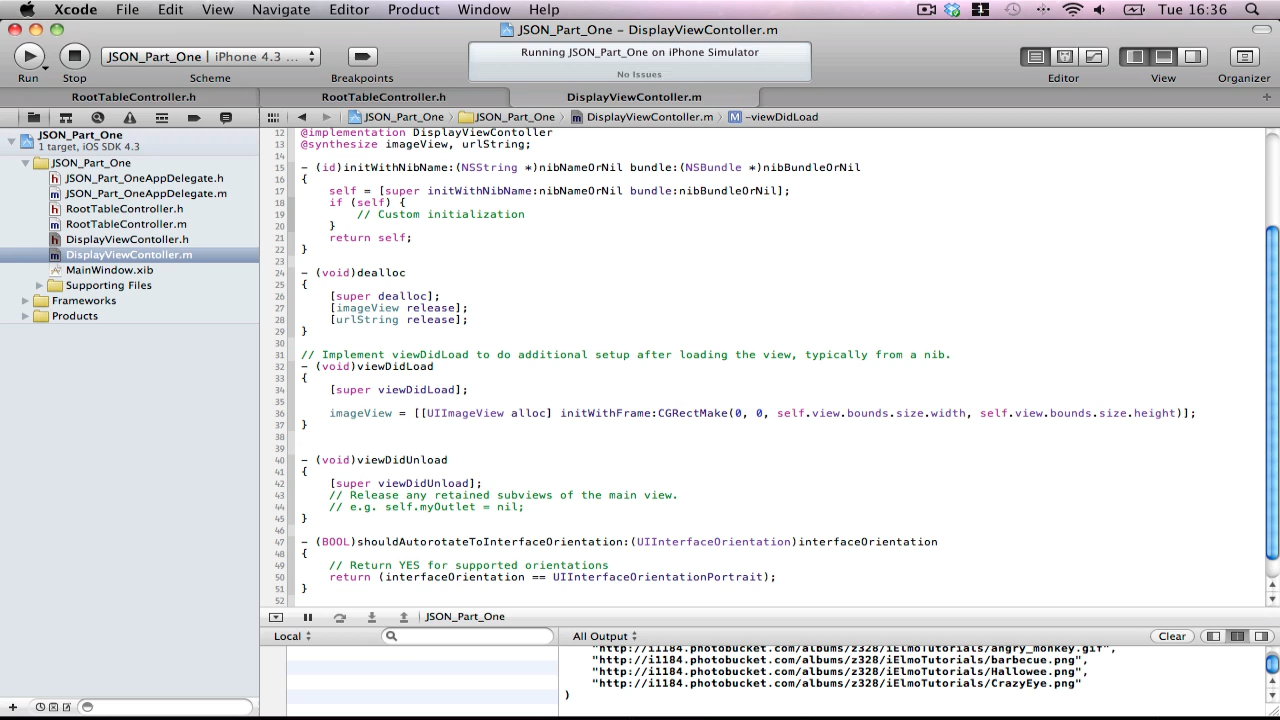 Xcode File Edit View Navigate Editor Product Window Help Tue 16:36
JSON_Part_One – DisplayViewContoller.m
JSON_Part_One iPhone 4.3 ...
Running JSON_Part_One on iPhone Simulator
No Issues
Run Stop Scheme Breakpoints Editor View Organizer
RootTableController.h RootTableController.h DisplayViewContoller.m
JSON_Part_One JSON_Part_One DisplayViewContoller.m M -viewDidLoad
JSON_Part_One
1 target, iOS SDK 4.3
JSON_Part_One
h JSON_Part_OneAppDelegate.h
m JSON_Part_OneAppDelegate.m
h RootTableController.h
m RootTableController.m
h DisplayViewContoller.h
m DisplayViewContoller.m
MainWindow.xib
Supporting Files
Frameworks
Products
12 @implementation DisplayViewContoller
13 @synthesize imageView, urlString;
14
15 - (id)initWithNibName:(NSString *)nibNameOrNil bundle:(NSBundle *)nibBundleOrNil
16 {
17 self = [super initWithNibName:nibNameOrNil bundle:nibBundleOrNil];
18 if (self) {
19 // Custom initialization
20 }
21 return self;
22 }
23
24 - (void)dealloc
25 {
26 [super dealloc];
27 [imageView release];
28 [urlString release];
29 }
30
31 // Implement viewDidLoad to do additional setup after loading the view, typically from a nib.
32 - (void)viewDidLoad
33 {
34 [super viewDidLoad];
35
36 imageView = [[UIImageView alloc] initWithFrame:CGRectMake(0, 0, self.view.bounds.size.width, self.view.bounds.size.height)];
37 }
38
39
40 - (void)viewDidUnload
41 {
42 [super viewDidUnload];
43 // Release any retained subviews of the main view.
44 // e.g. self.myOutlet = nil;
45 }
46
47 - (BOOL)shouldAutorotateToInterfaceOrientation:(UIInterfaceOrientation)interfaceOrientation
48 {
49 // Return YES for supported orientations
50 return (interfaceOrientation == UIInterfaceOrientationPortrait);
51 }
52
JSON_Part_One
Local All Output Clear
"http://i1184.photobucket.com/albums/z328/iElmoTutorials/angry_monkey.gif",
"http://i1184.photobucket.com/albums/z328/iElmoTutorials/barbecue.png",
"http://i1184.photobucket.com/albums/z328/iElmoTutorials/Hallowee.png",
"http://i1184.photobucket.com/albums/z328/iElmoTutorials/CrazyEye.png"
)